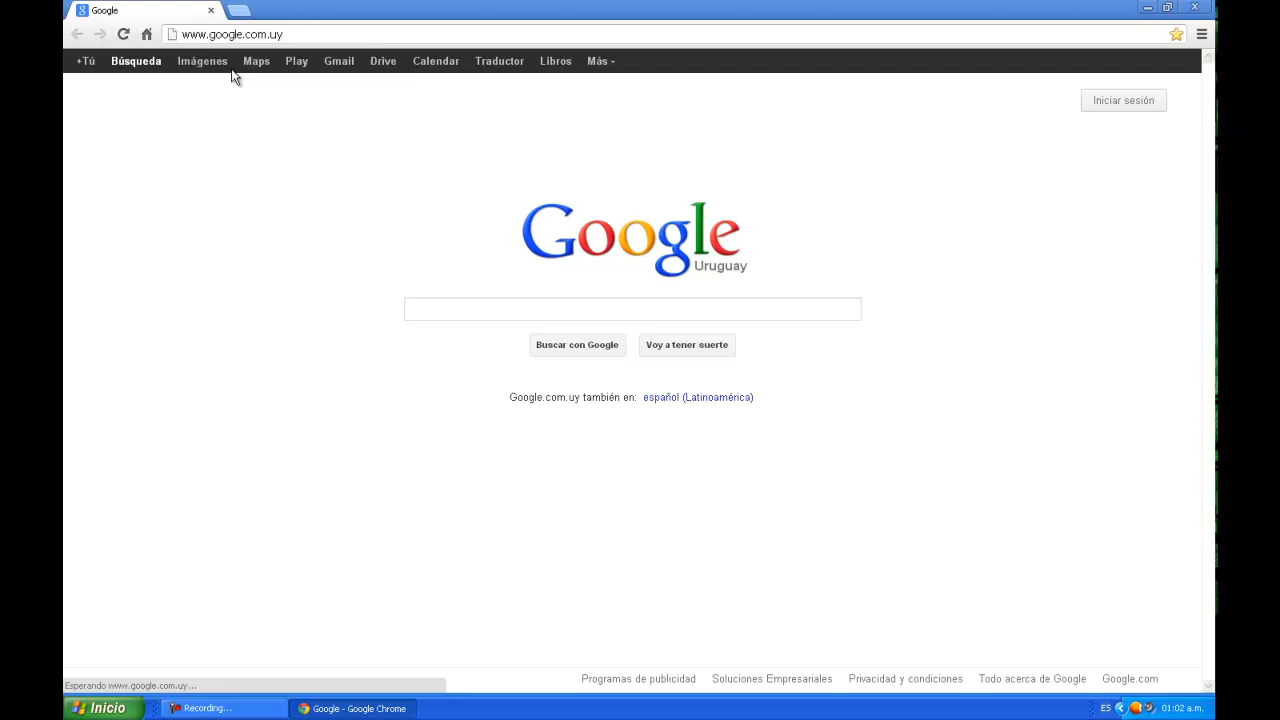 Google
www.google.com.uy
+Tú Búsqueda Imágenes Maps Play Gmail Drive Calendar Traductor Libros Más
Iniciar sesión
Google
Uruguay
Buscar con Google Voy a tener suerte
Google.com.uy también en: español (Latinoamérica)
Programas de publicidad Soluciones Empresariales Privacidad y condiciones Todo acerca de Google Google.com
Esperando www.google.com.uy...
Inicio Recording... Google - Google Chrome ES 01:02 a.m.